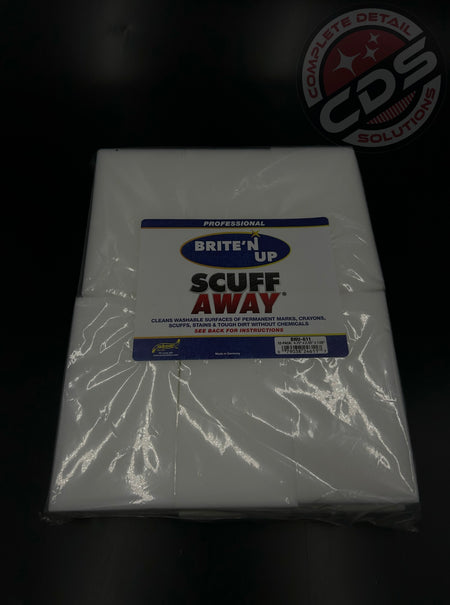 COMPLETE DETAIL
CDS
SOLUTIONS
PROFESSIONAL
BRITE'N
UP
SCUFF
AWAY®
CLEANS WASHABLE SURFACES OF PERMANENT MARKS, CRAYONS,
SCUFFS, STAINS & TOUGH DIRT WITHOUT CHEMICALS
SEE BACK FOR INSTRUCTIONS
Made in Germany